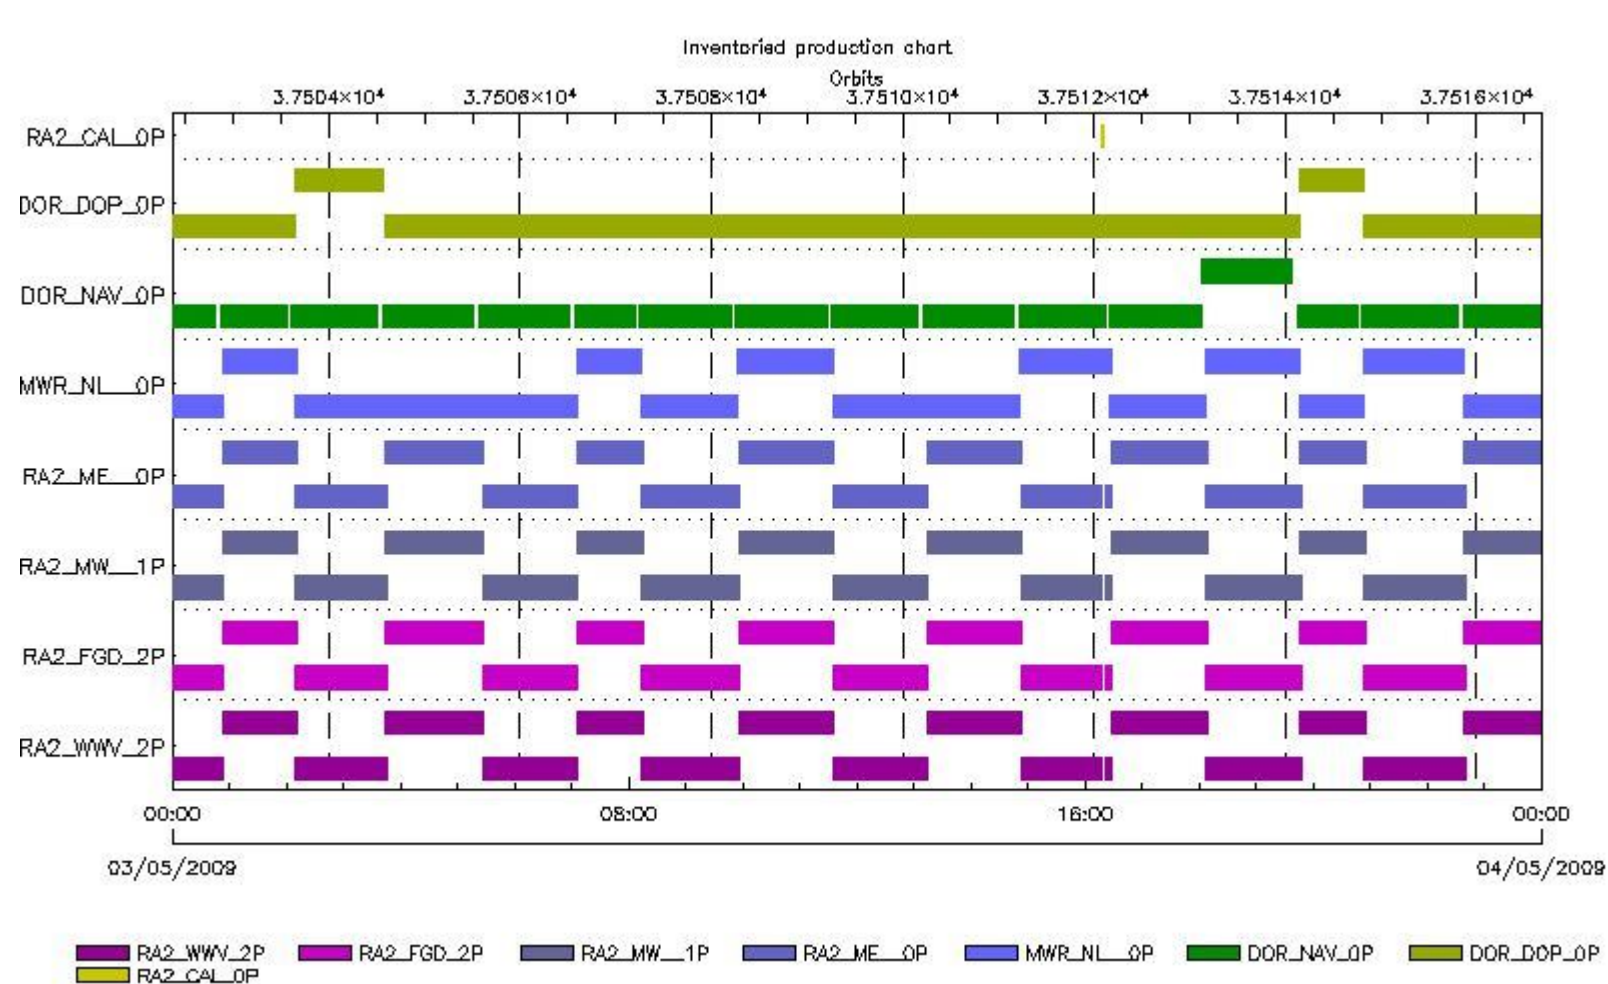 Inventoried production chart
Orbits
3.7504×10⁴ 3.7506×10⁴ 3.7508×10⁴ 3.7510×10⁴ 3.7512×10⁴ 3.7514×10⁴ 3.7516×10⁴
RA2_CAL_0P
DOR_DOP_0P
DOR_NAV_0P
MWR_NL__0P
RA2_ME__0P
RA2_MW__1P
RA2_FGD_2P
RA2_WWV_2P
00:00 08:00 16:00 00:00
03/05/2009 04/05/2009
RA2_WWV_2P RA2_FGD_2P RA2_MW__1P RA2_ME__0P MWR_NL__0P DOR_NAV_0P DOR_DOP_0P
RA2_CAL_0P